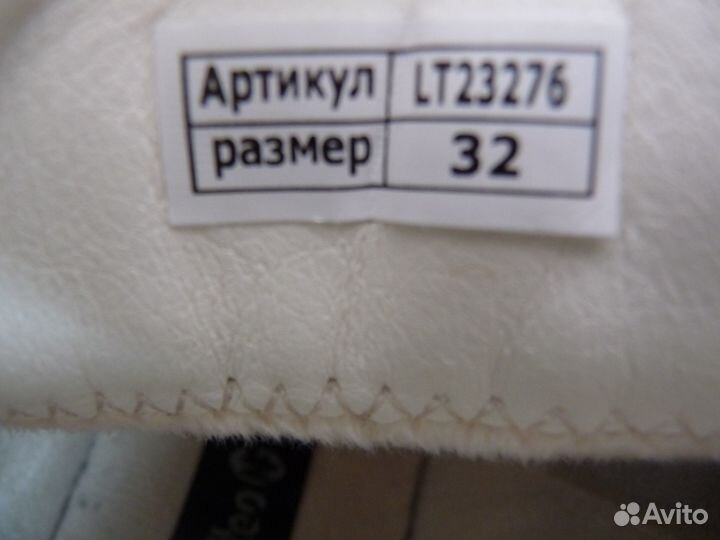 Артикул LT23276
размер 32
Avito